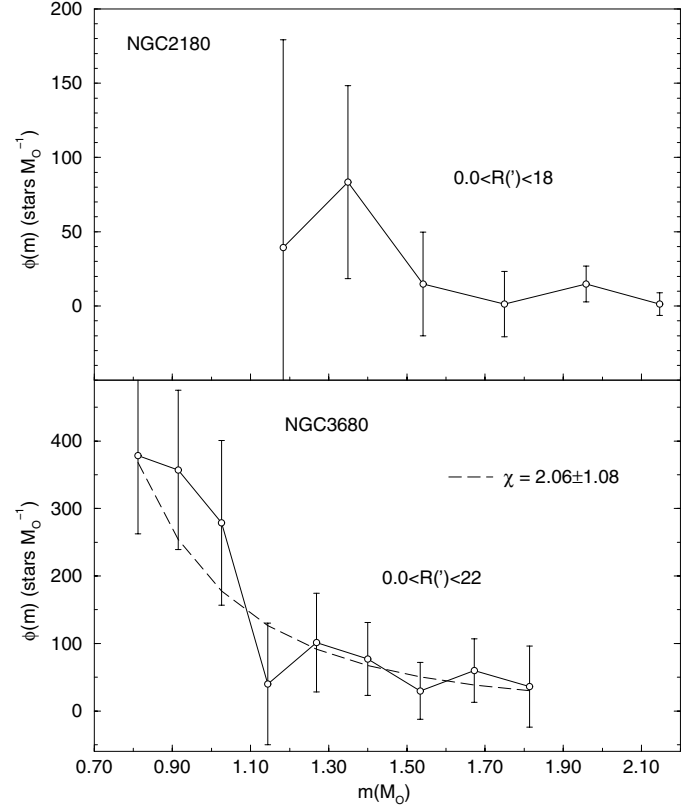 200
150
100
50
0
ϕ(m) (stars M⊙⁻¹)
NGC2180
0.0<R(')<18
400
300
200
100
0
ϕ(m) (stars M⊙⁻¹)
NGC3680
χ = 2.06±1.08
0.0<R(')<22
0.70 0.90 1.10 1.30 1.50 1.70 1.90 2.10
m(M⊙)